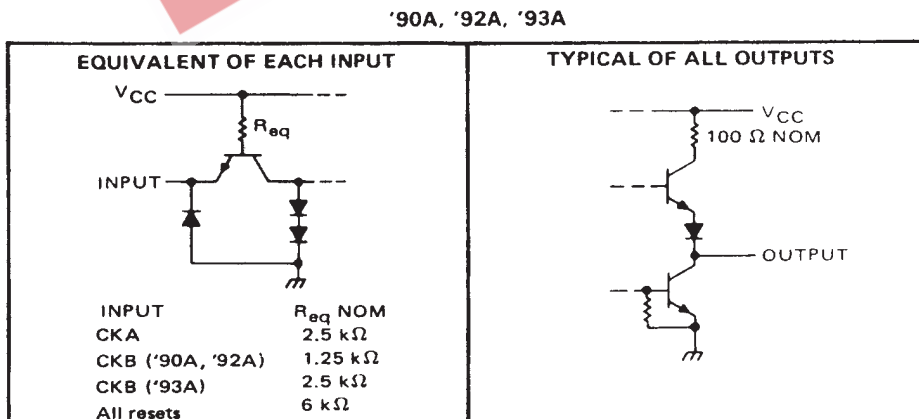 '90A, '92A, '93A
EQUIVALENT OF EACH INPUT
VCC
Req
INPUT
INPUT Req NOM
CKA 2.5 kΩ
CKB ('90A, '92A) 1.25 kΩ
CKB ('93A) 2.5 kΩ
All resets 6 kΩ
TYPICAL OF ALL OUTPUTS
VCC
100 Ω NOM
OUTPUT